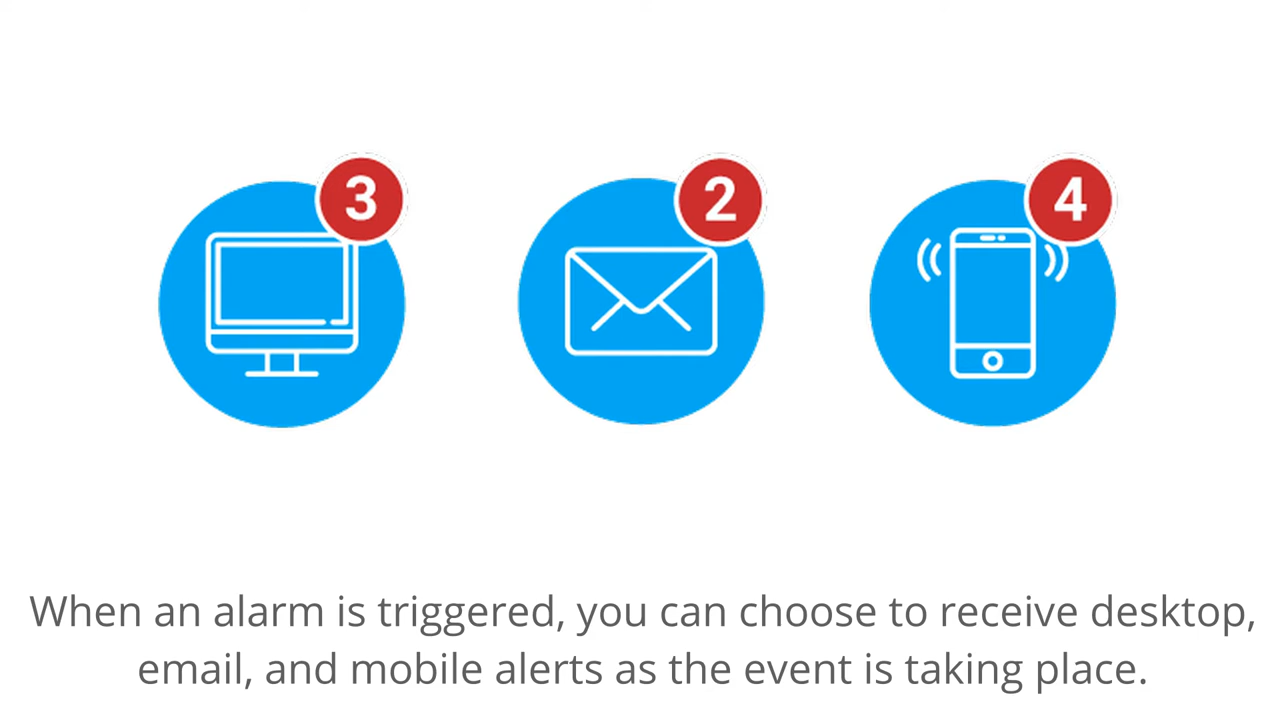 3
2
4
When an alarm is triggered, you can choose to receive desktop,
email, and mobile alerts as the event is taking place.